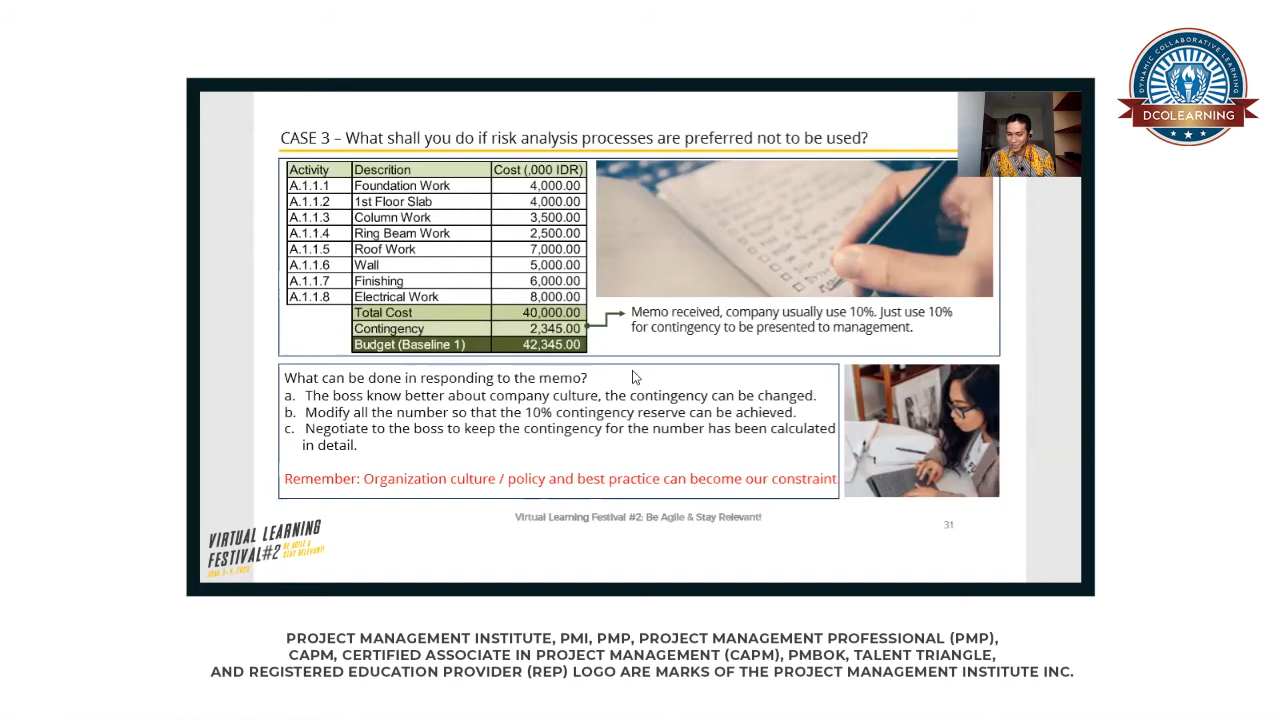 DYNAMIC COLLABORATIVE LEARNING
DCOLEARNING
CASE 3 – What shall you do if risk analysis processes are preferred not to be used?
Activity Descrition Cost (,000 IDR)
A.1.1.1 Foundation Work 4,000.00
A.1.1.2 1st Floor Slab 4,000.00
A.1.1.3 Column Work 3,500.00
A.1.1.4 Ring Beam Work 2,500.00
A.1.1.5 Roof Work 7,000.00
A.1.1.6 Wall 5,000.00
A.1.1.7 Finishing 6,000.00
A.1.1.8 Electrical Work 8,000.00
Total Cost 40,000.00
Contingency 2,345.00
Budget (Baseline 1) 42,345.00
Memo received, company usually use 10%. Just use 10%
for contingency to be presented to management.
What can be done in responding to the memo?
a. The boss know better about company culture, the contingency can be changed.
b. Modify all the number so that the 10% contingency reserve can be achieved.
c. Negotiate to the boss to keep the contingency for the number has been calculated
in detail.
Remember: Organization culture / policy and best practice can become our constraint
Virtual Learning Festival #2: Be Agile & Stay Relevant!
31
VIRTUAL LEARNING
FESTIVAL#2 BE AGILE &
STAY RELEVANT!
PROJECT MANAGEMENT INSTITUTE, PMI, PMP, PROJECT MANAGEMENT PROFESSIONAL (PMP),
CAPM, CERTIFIED ASSOCIATE IN PROJECT MANAGEMENT (CAPM), PMBOK, TALENT TRIANGLE,
AND REGISTERED EDUCATION PROVIDER (REP) LOGO ARE MARKS OF THE PROJECT MANAGEMENT INSTITUTE INC.